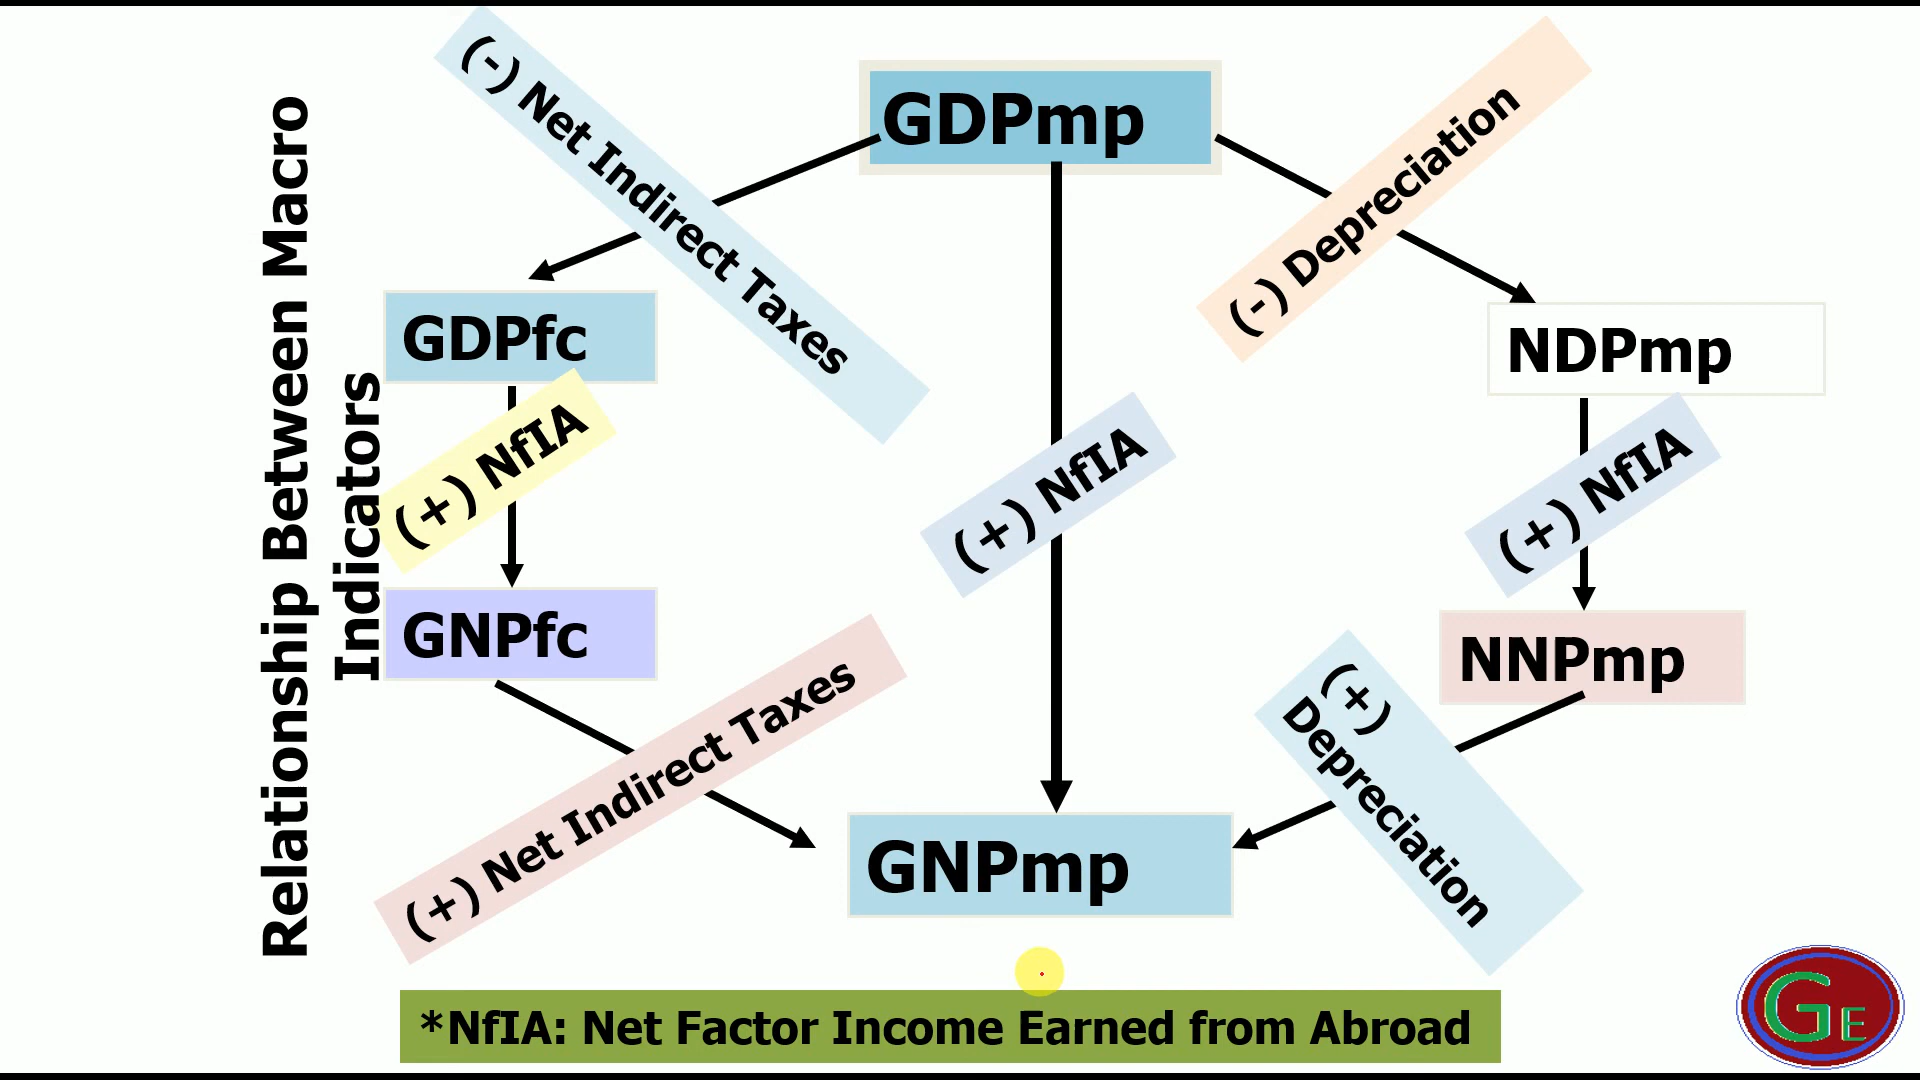 Relationship Between Macro
Indicators
GDPmp
(-) Net Indirect Taxes
(-) Depreciation
GDPfc
NDPmp
(+) NfIA
(+) NfIA
(+) NfIA
GNPfc
NNPmp
(+) Net Indirect Taxes
(+)
Depreciation
GNPmp
*NfIA: Net Factor Income Earned from Abroad
GE